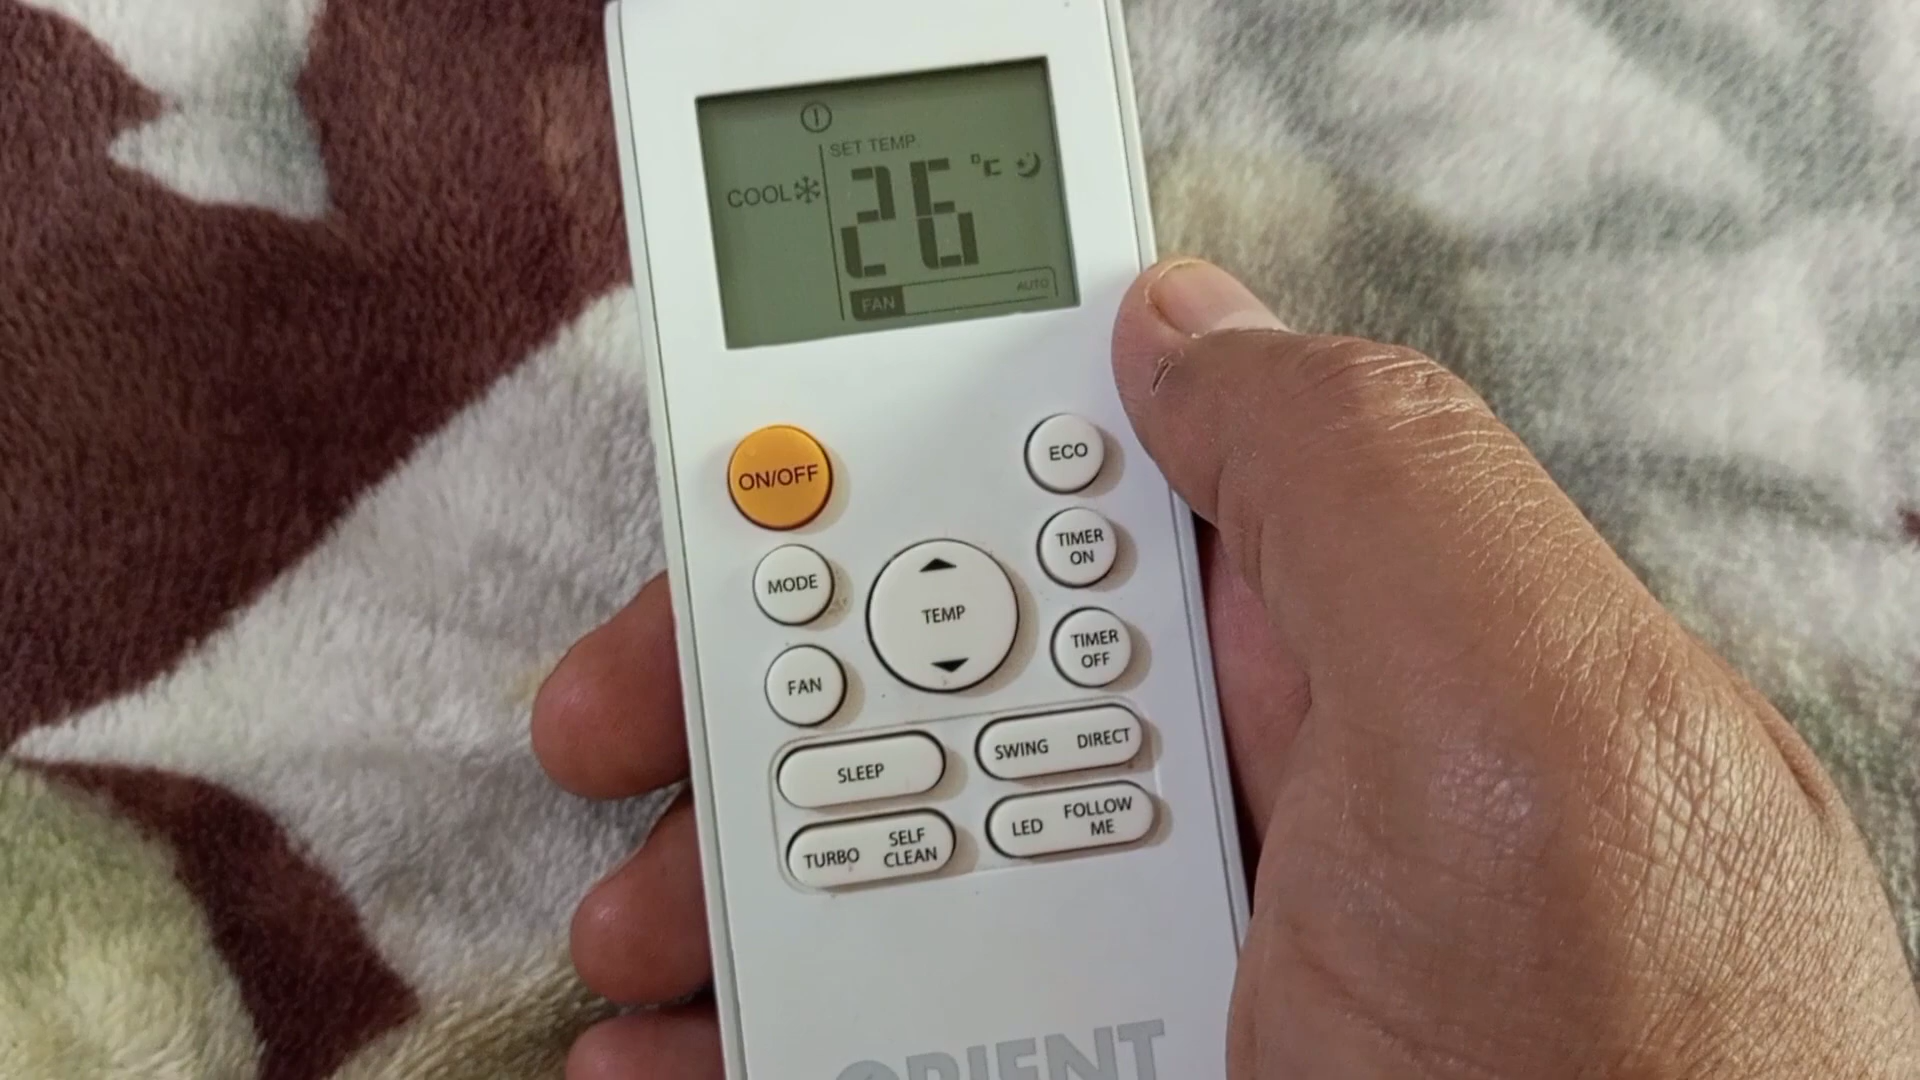 SET TEMP.
COOL 26 °C
FAN AUTO
ON/OFF
ECO
MODE
TEMP
TIMER
ON
FAN
TIMER
OFF
SLEEP
SWING DIRECT
TURBO SELF
CLEAN
LED FOLLOW
ME
ORIENT